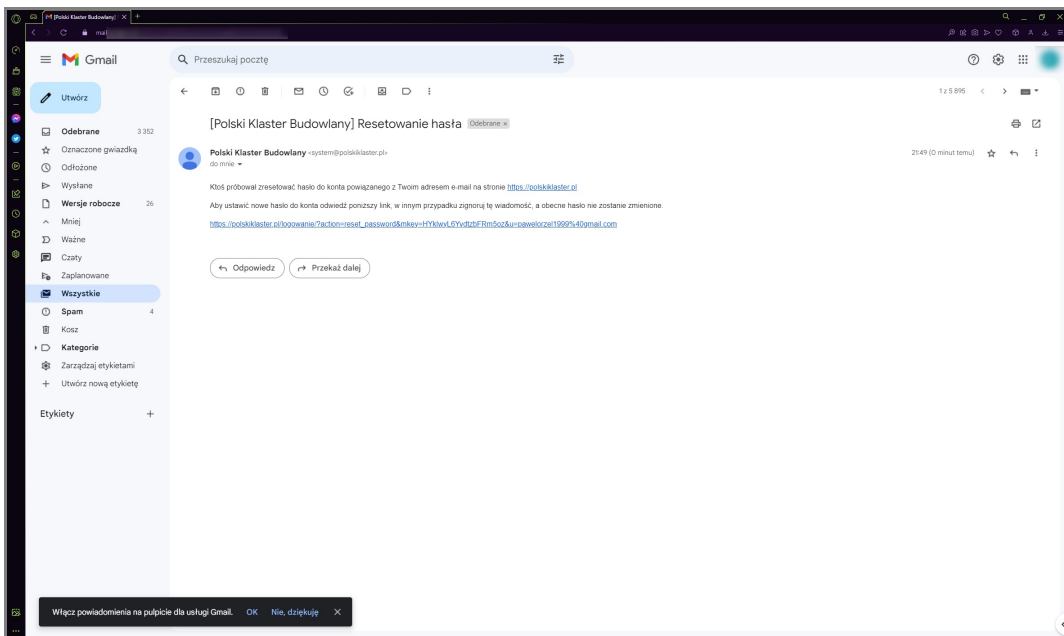 [Polski Klaster Budowlany]
mail
Gmail
Przeszukaj pocztę
Utwórz
1 z 5 895
[Polski Klaster Budowlany] Resetowanie hasła Odebrane ×
Odebrane 3 352
Oznaczone gwiazdką
Odłożone
Wysłane
Wersje robocze 26
Mniej
Ważne
Czaty
Zaplanowane
Wszystkie
Spam 4
Kosz
Kategorie
Zarządzaj etykietami
Utwórz nową etykietę
Etykiety
Polski Klaster Budowlany <system@polskiklaster.pl>
21:49 (0 minut temu)
do mnie
Ktoś próbował zresetować hasło do konta powiązanego z Twoim adresem e-mail na stronie https://polskiklaster.pl
Aby ustawić nowe hasło do konta odwiedź poniższy link, w innym przypadku zignoruj tę wiadomość, a obecne hasło nie zostanie zmienione.
https://polskiklaster.pl/logowanie/?action=reset_password&mkey=HYklwyL6YvdtzbFRm5oz&u=pawelorzel1999%40gmail.com
Odpowiedz
Przekaż dalej
Włącz powiadomienia na pulpicie dla usługi Gmail. OK Nie, dziękuję